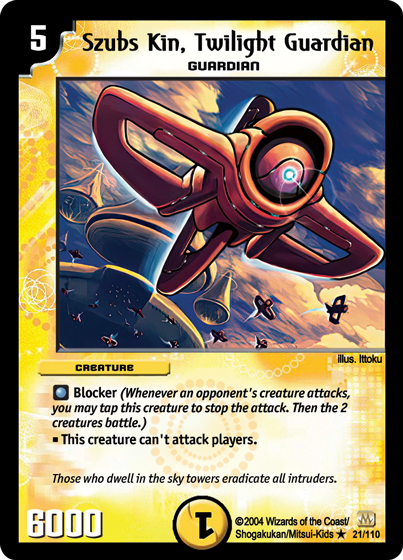 5 Szubs Kin, Twilight Guardian
GUARDIAN
illus. Ittoku
CREATURE
Blocker (Whenever an opponent's creature attacks,
you may tap this creature to stop the attack. Then the 2
creatures battle.)
▪ This creature can't attack players.
Those who dwell in the sky towers eradicate all intruders.
6000
1
©2004 Wizards of the Coast/
Shogakukan/Mitsui-Kids ★ 21/110